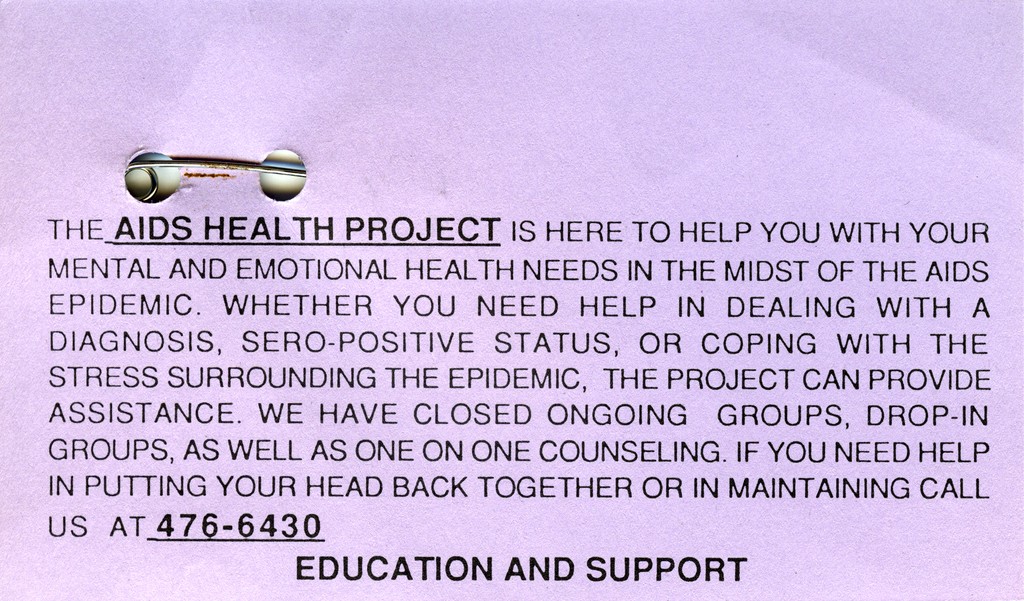 THE AIDS HEALTH PROJECT IS HERE TO HELP YOU WITH YOUR
MENTAL AND EMOTIONAL HEALTH NEEDS IN THE MIDST OF THE AIDS
EPIDEMIC. WHETHER YOU NEED HELP IN DEALING WITH A
DIAGNOSIS, SERO-POSITIVE STATUS, OR COPING WITH THE
STRESS SURROUNDING THE EPIDEMIC, THE PROJECT CAN PROVIDE
ASSISTANCE. WE HAVE CLOSED ONGOING GROUPS, DROP-IN
GROUPS, AS WELL AS ONE ON ONE COUNSELING. IF YOU NEED HELP
IN PUTTING YOUR HEAD BACK TOGETHER OR IN MAINTAINING CALL
US AT 476-6430
EDUCATION AND SUPPORT